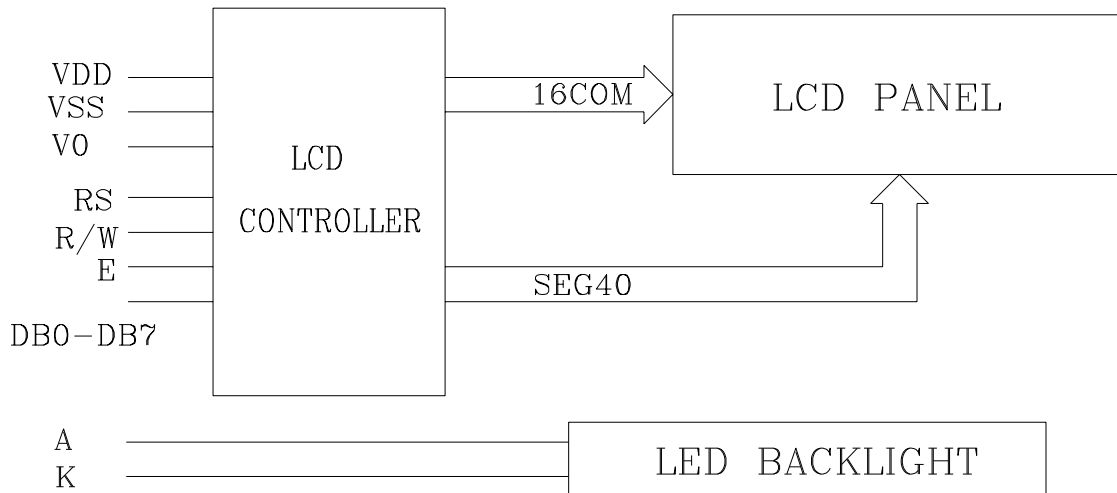 VDD
VSS
V0
RS
R/W
E
DB0-DB7
LCD
CONTROLLER
16COM
SEG40
LCD PANEL
A
K
LED BACKLIGHT